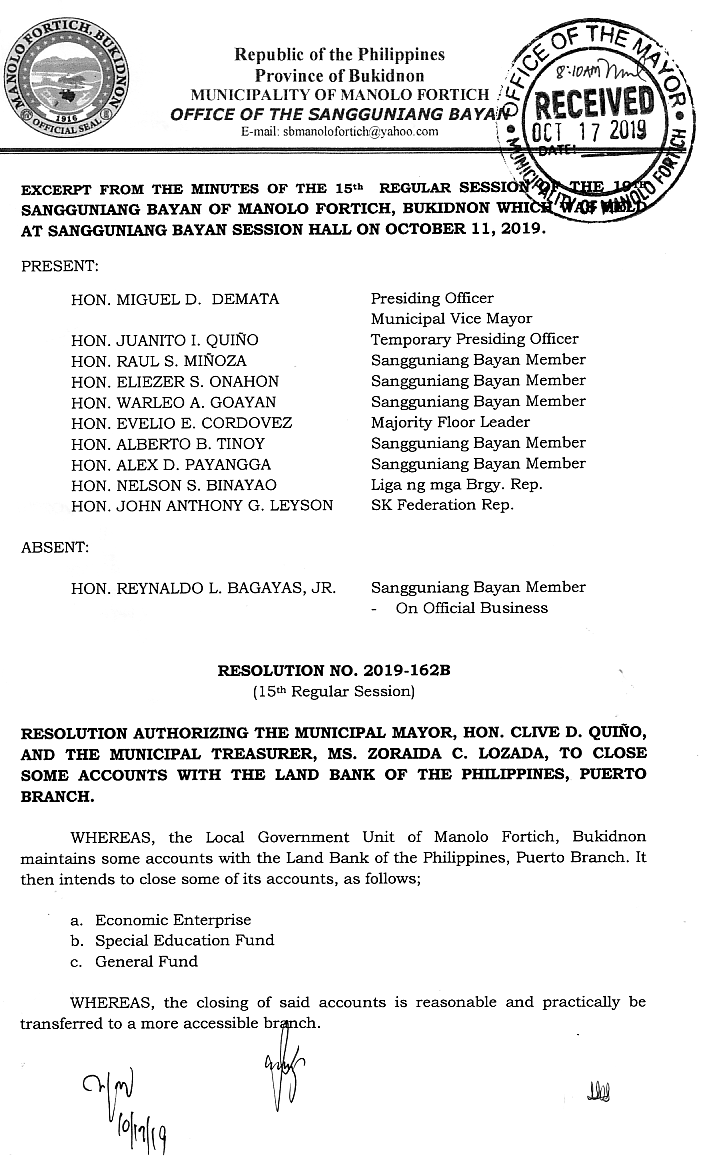 MANOLO FORTICH, BUKIDNON
1916
OFFICIAL SEAL
Republic of the Philippines
Province of Bukidnon
MUNICIPALITY OF MANOLO FORTICH
OFFICE OF THE SANGGUNIANG BAYAN
E-mail: sbmanolofortich@yahoo.com
OFFICE OF THE MAYOR
8:10AM
RECEIVED
OCT 17 2019
DATE:
MUNICIPALITY OF MANOLO FORTICH
EXCERPT FROM THE MINUTES OF THE 15th REGULAR SESSION OF THE 19TH
SANGGUNIANG BAYAN OF MANOLO FORTICH, BUKIDNON WHICH WAS HELD
AT SANGGUNIANG BAYAN SESSION HALL ON OCTOBER 11, 2019.
PRESENT:
HON. MIGUEL D. DEMATA Presiding Officer
Municipal Vice Mayor
HON. JUANITO I. QUIÑO Temporary Presiding Officer
HON. RAUL S. MIÑOZA Sangguniang Bayan Member
HON. ELIEZER S. ONAHON Sangguniang Bayan Member
HON. WARLEO A. GOAYAN Sangguniang Bayan Member
HON. EVELIO E. CORDOVEZ Majority Floor Leader
HON. ALBERTO B. TINOY Sangguniang Bayan Member
HON. ALEX D. PAYANGGA Sangguniang Bayan Member
HON. NELSON S. BINAYAO Liga ng mga Brgy. Rep.
HON. JOHN ANTHONY G. LEYSON SK Federation Rep.
ABSENT:
HON. REYNALDO L. BAGAYAS, JR. Sangguniang Bayan Member
- On Official Business
RESOLUTION NO. 2019-162B
(15th Regular Session)
RESOLUTION AUTHORIZING THE MUNICIPAL MAYOR, HON. CLIVE D. QUIÑO,
AND THE MUNICIPAL TREASURER, MS. ZORAIDA C. LOZADA, TO CLOSE
SOME ACCOUNTS WITH THE LAND BANK OF THE PHILIPPINES, PUERTO
BRANCH.
WHEREAS, the Local Government Unit of Manolo Fortich, Bukidnon
maintains some accounts with the Land Bank of the Philippines, Puerto Branch. It
then intends to close some of its accounts, as follows;
a. Economic Enterprise
b. Special Education Fund
c. General Fund
WHEREAS, the closing of said accounts is reasonable and practically be
transferred to a more accessible branch.
10/17/19